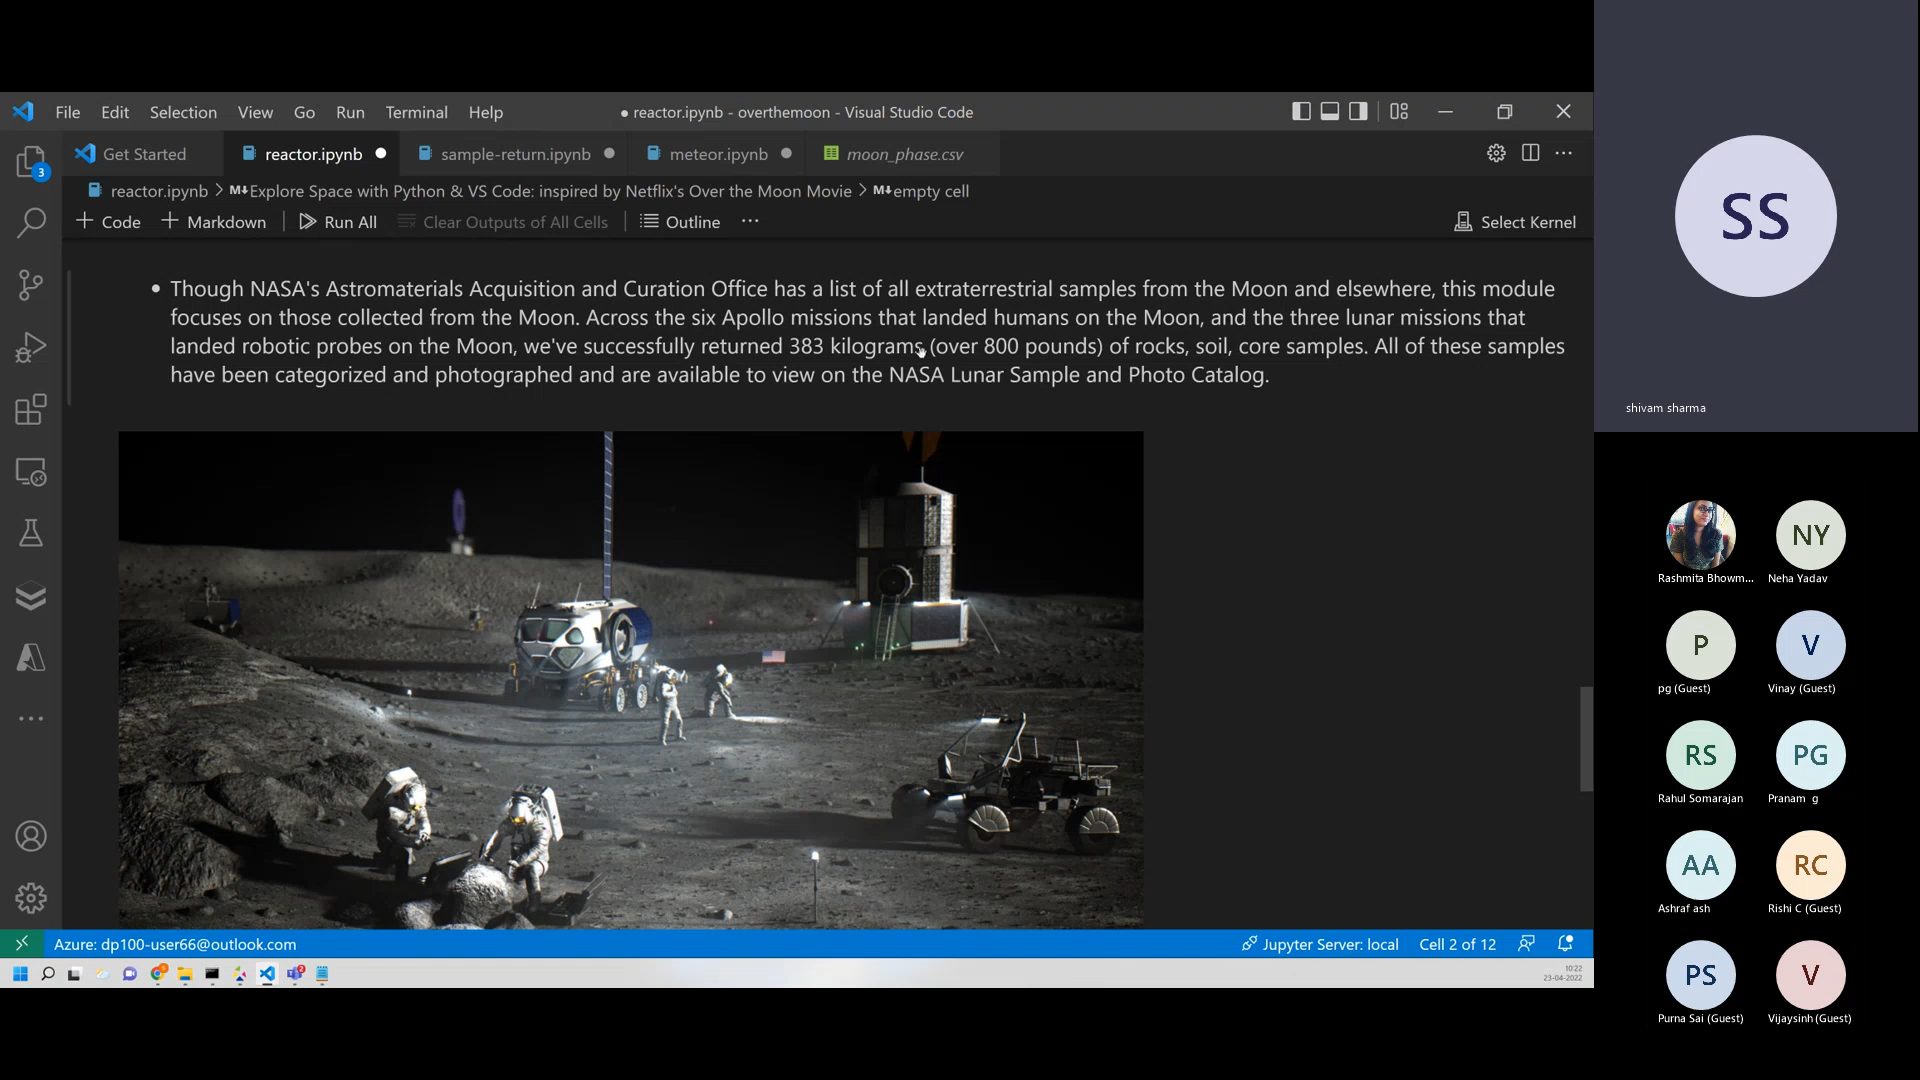 File Edit Selection View Go Run Terminal Help
● reactor.ipynb - overthemoon - Visual Studio Code
Get Started reactor.ipynb sample-return.ipynb meteor.ipynb moon_phase.csv
reactor.ipynb > M↓Explore Space with Python & VS Code: inspired by Netflix's Over the Moon Movie > M↓empty cell
+ Code + Markdown Run All Clear Outputs of All Cells Outline ... Select Kernel
3
• Though NASA's Astromaterials Acquisition and Curation Office has a list of all extraterrestrial samples from the Moon and elsewhere, this module
focuses on those collected from the Moon. Across the six Apollo missions that landed humans on the Moon, and the three lunar missions that
landed robotic probes on the Moon, we've successfully returned 383 kilograms (over 800 pounds) of rocks, soil, core samples. All of these samples
have been categorized and photographed and are available to view on the NASA Lunar Sample and Photo Catalog.
Azure: dp100-user66@outlook.com Jupyter Server: local Cell 2 of 12
10:22
23-04-2022
SS
shivam sharma
NY
Rashmita Bhowm... Neha Yadav
P V
pg (Guest) Vinay (Guest)
RS PG
Rahul Somarajan Pranam g
AA RC
Ashraf ash Rishi C (Guest)
PS V
Purna Sai (Guest) Vijaysinh (Guest)